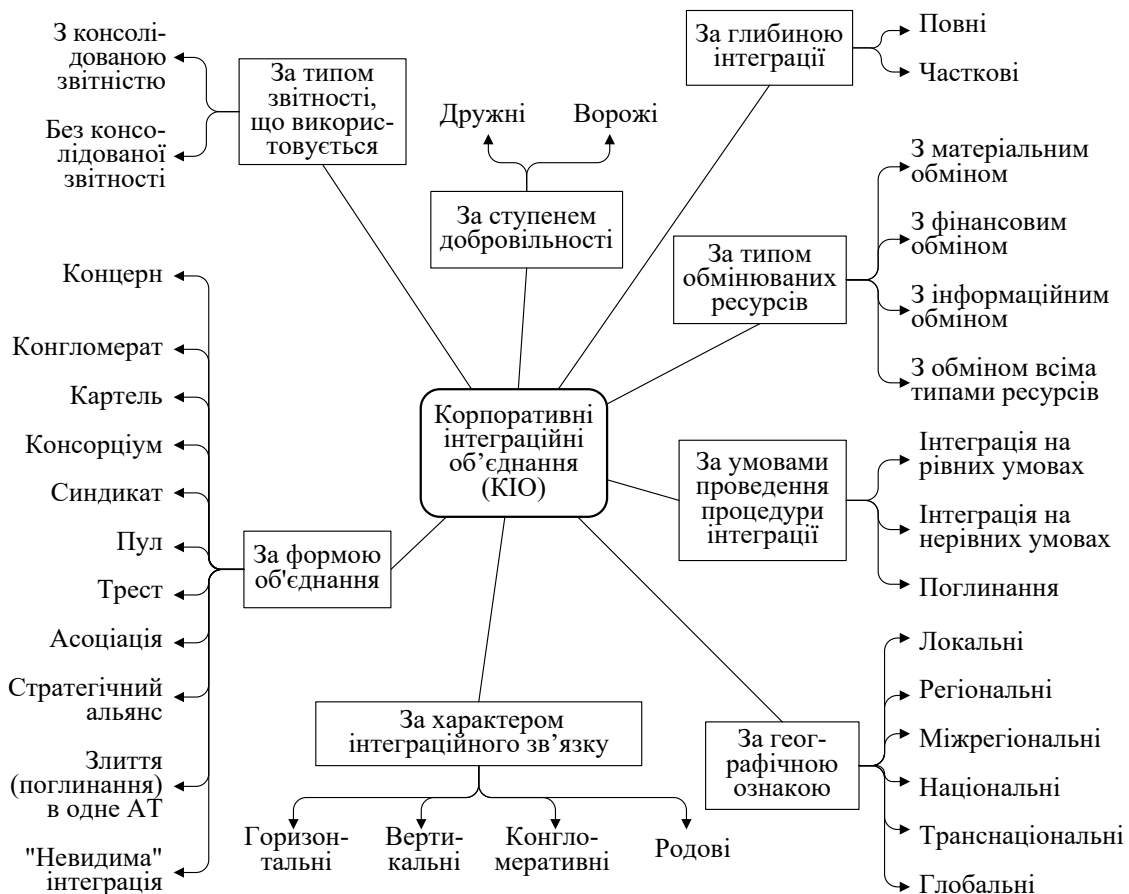 З консолі-
дованою
звітністю
Без консо-
лідованої
звітності
За типом
звітності,
що викорис-
товується
Дружні
Ворожі
За ступенем
добровільності
За глибиною
інтеграції
Повні
Часткові
За типом
обмінюваних
ресурсів
З матеріальним
обміном
З фінансовим
обміном
З інформаційним
обміном
З обміном всіма
типами ресурсів
Корпоративні
інтеграційні
об’єднання
(КІО)
За умовами
проведення
процедури
інтеграції
Інтеграція на
рівних умовах
Інтеграція на
нерівних умовах
Поглинання
Концерн
Конгломерат
Картель
Консорціум
Синдикат
Пул
Трест
Асоціація
Стратегічний
альянс
Злиття
(поглинання)
в одне АТ
"Невидима"
інтеграція
За формою
об'єднання
За характером
інтеграційного зв’язку
Горизон-
тальні
Верти-
кальні
Конгло-
меративні
Родові
За геог-
рафічною
ознакою
Локальні
Регіональні
Міжрегіональні
Національні
Транснаціональні
Глобальні